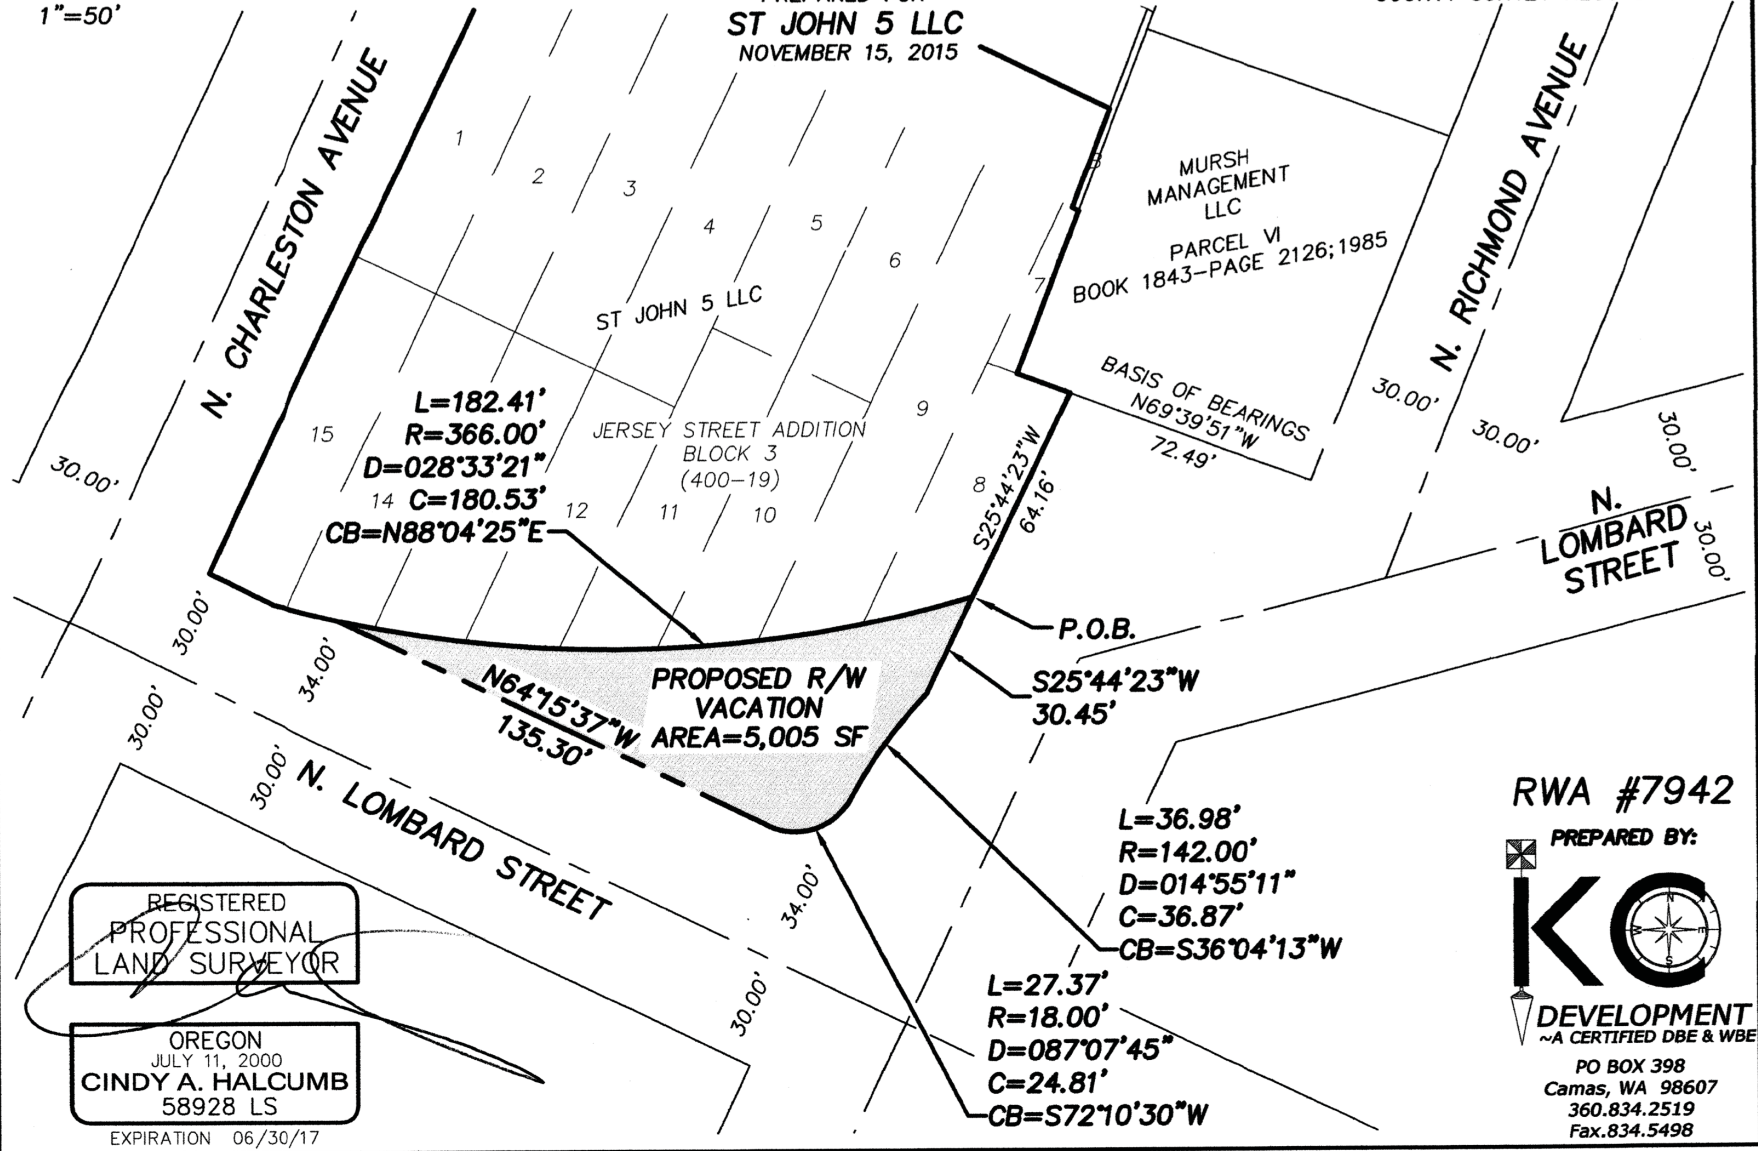 1"=50'
ST JOHN 5 LLC
NOVEMBER 15, 2015
N. CHARLESTON AVENUE
1
2
3
4
5
6
7
8
MURSH
MANAGEMENT
LLC
PARCEL VI
BOOK 1843-PAGE 2126;1985
N. RICHMOND AVENUE
ST JOHN 5 LLC
BASIS OF BEARINGS
N69°39'51"W
72.49'
30.00'
30.00'
30.00'
30.00'
N.
LOMBARD
STREET
L=182.41'
R=366.00'
D=028°33'21"
C=180.53'
CB=N88°04'25"E
JERSEY STREET ADDITION
BLOCK 3
(400-19)
15
14
12
11
10
9
8
S25°44'23"W
64.16'
30.00'
30.00'
34.00'
30.00'
30.00'
N64°15'37"W
135.30'
PROPOSED R/W
VACATION
AREA=5,005 SF
P.O.B.
S25°44'23"W
30.45'
N. LOMBARD STREET
34.00'
30.00'
L=36.98'
R=142.00'
D=014°55'11"
C=36.87'
CB=S36°04'13"W
L=27.37'
R=18.00'
D=087°07'45"
C=24.81'
CB=S72°10'30"W
REGISTERED
PROFESSIONAL
LAND SURVEYOR
OREGON
JULY 11, 2000
CINDY A. HALCUMB
58928 LS
EXPIRATION 06/30/17
RWA #7942
PREPARED BY:
KC
N
E
S
W
DEVELOPMENT
~A CERTIFIED DBE & WBE
PO BOX 398
Camas, WA 98607
360.834.2519
Fax.834.5498